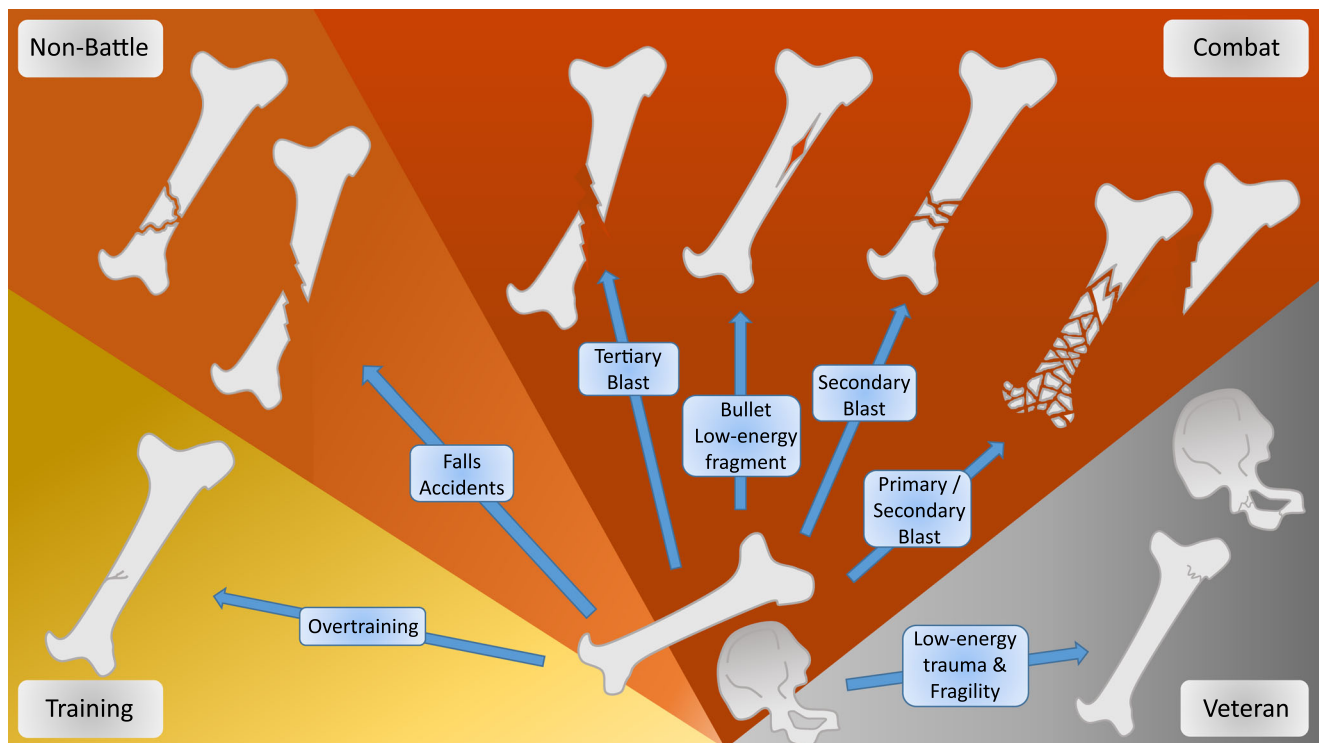 Non-Battle
Combat
Tertiary
Blast
Bullet
Low-energy
fragment
Secondary
Blast
Falls
Accidents
Primary /
Secondary
Blast
Overtraining
Low-energy
trauma &
Fragility
Training
Veteran